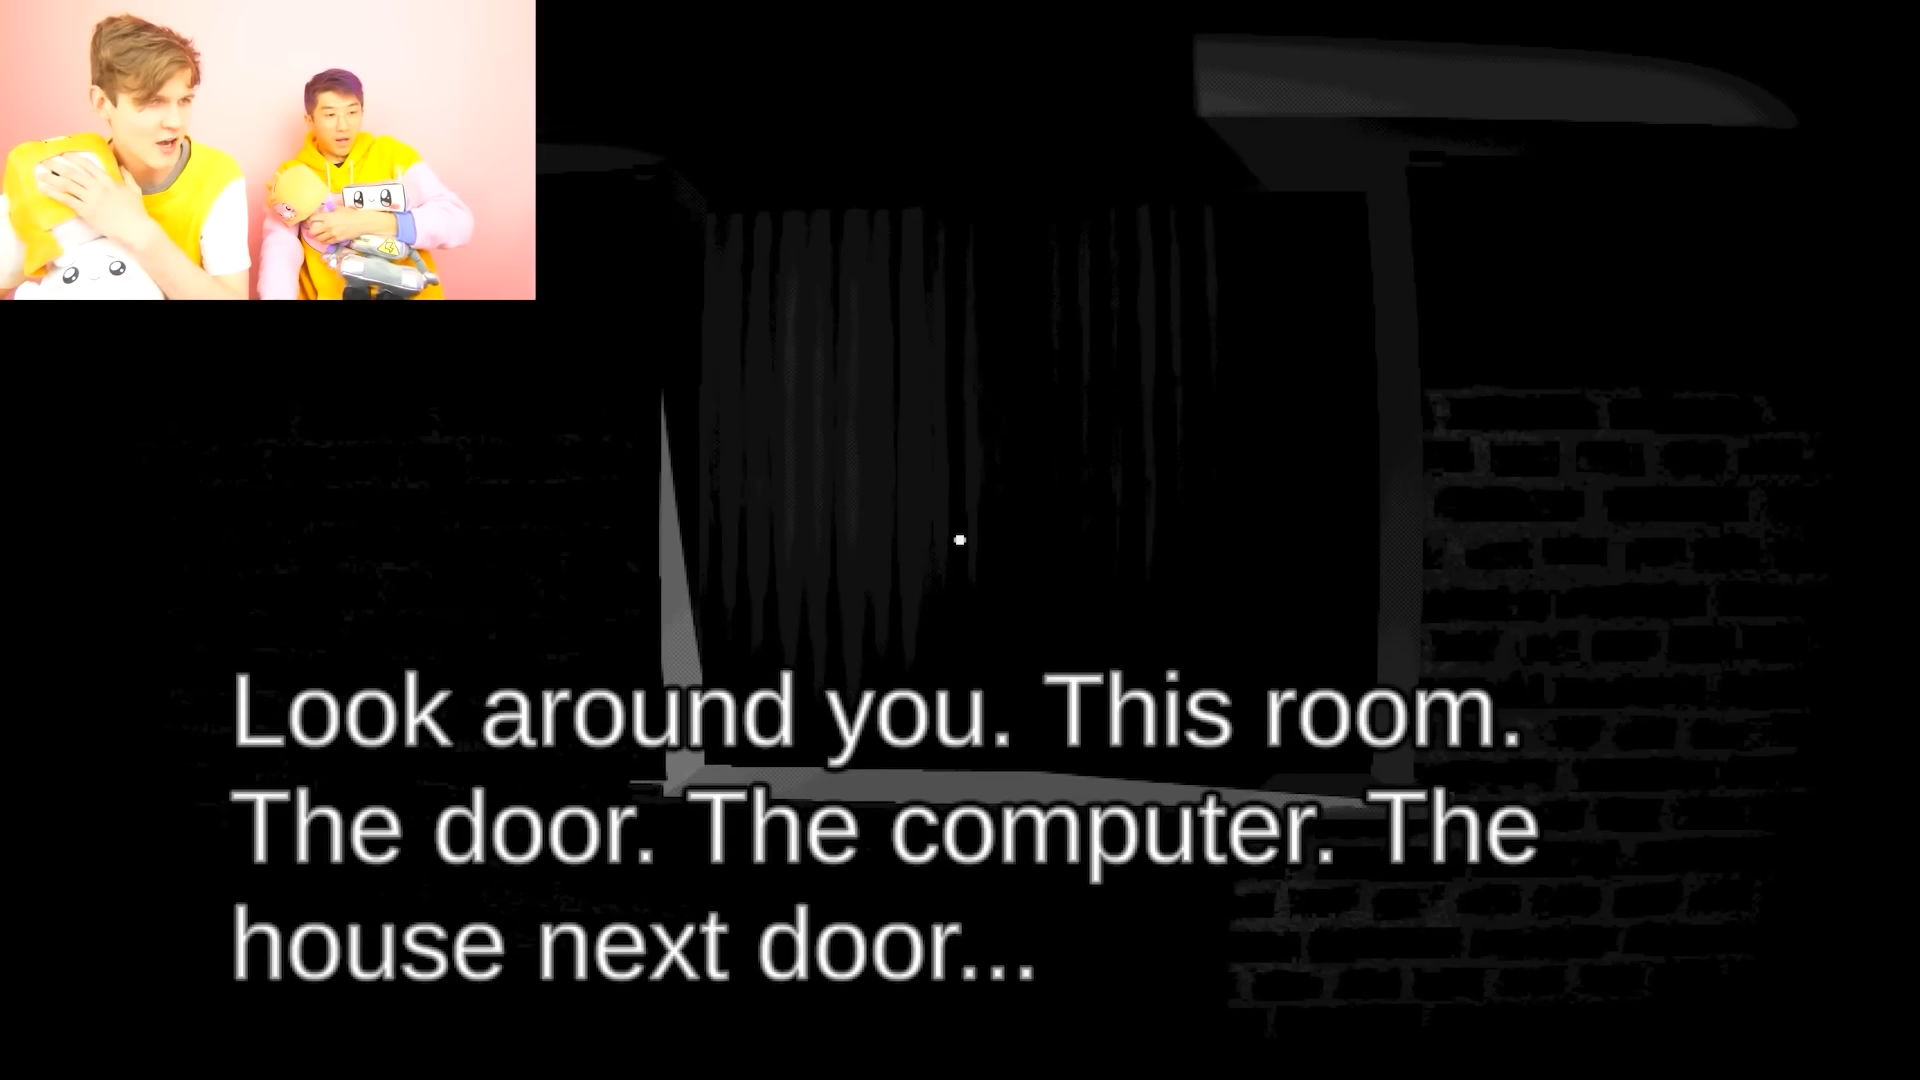 Look around you. This room.
The door. The computer. The
house next door...